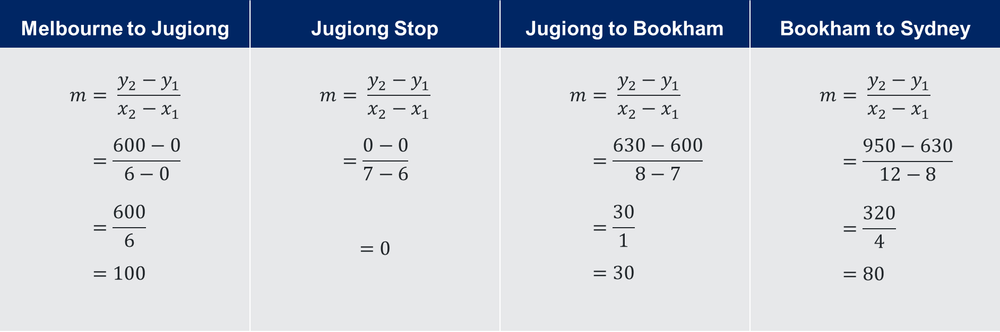 Melbourne to Jugiong
m = (y₂ − y₁)/(x₂ − x₁)
= (600 − 0)/(6 − 0)
= 600/6
= 100
Jugiong Stop
m = (y₂ − y₁)/(x₂ − x₁)
= (0 − 0)/(7 − 6)
= 0
Jugiong to Bookham
m = (y₂ − y₁)/(x₂ − x₁)
= (630 − 600)/(8 − 7)
= 30/1
= 30
Bookham to Sydney
m = (y₂ − y₁)/(x₂ − x₁)
= (950 − 630)/(12 − 8)
= 320/4
= 80